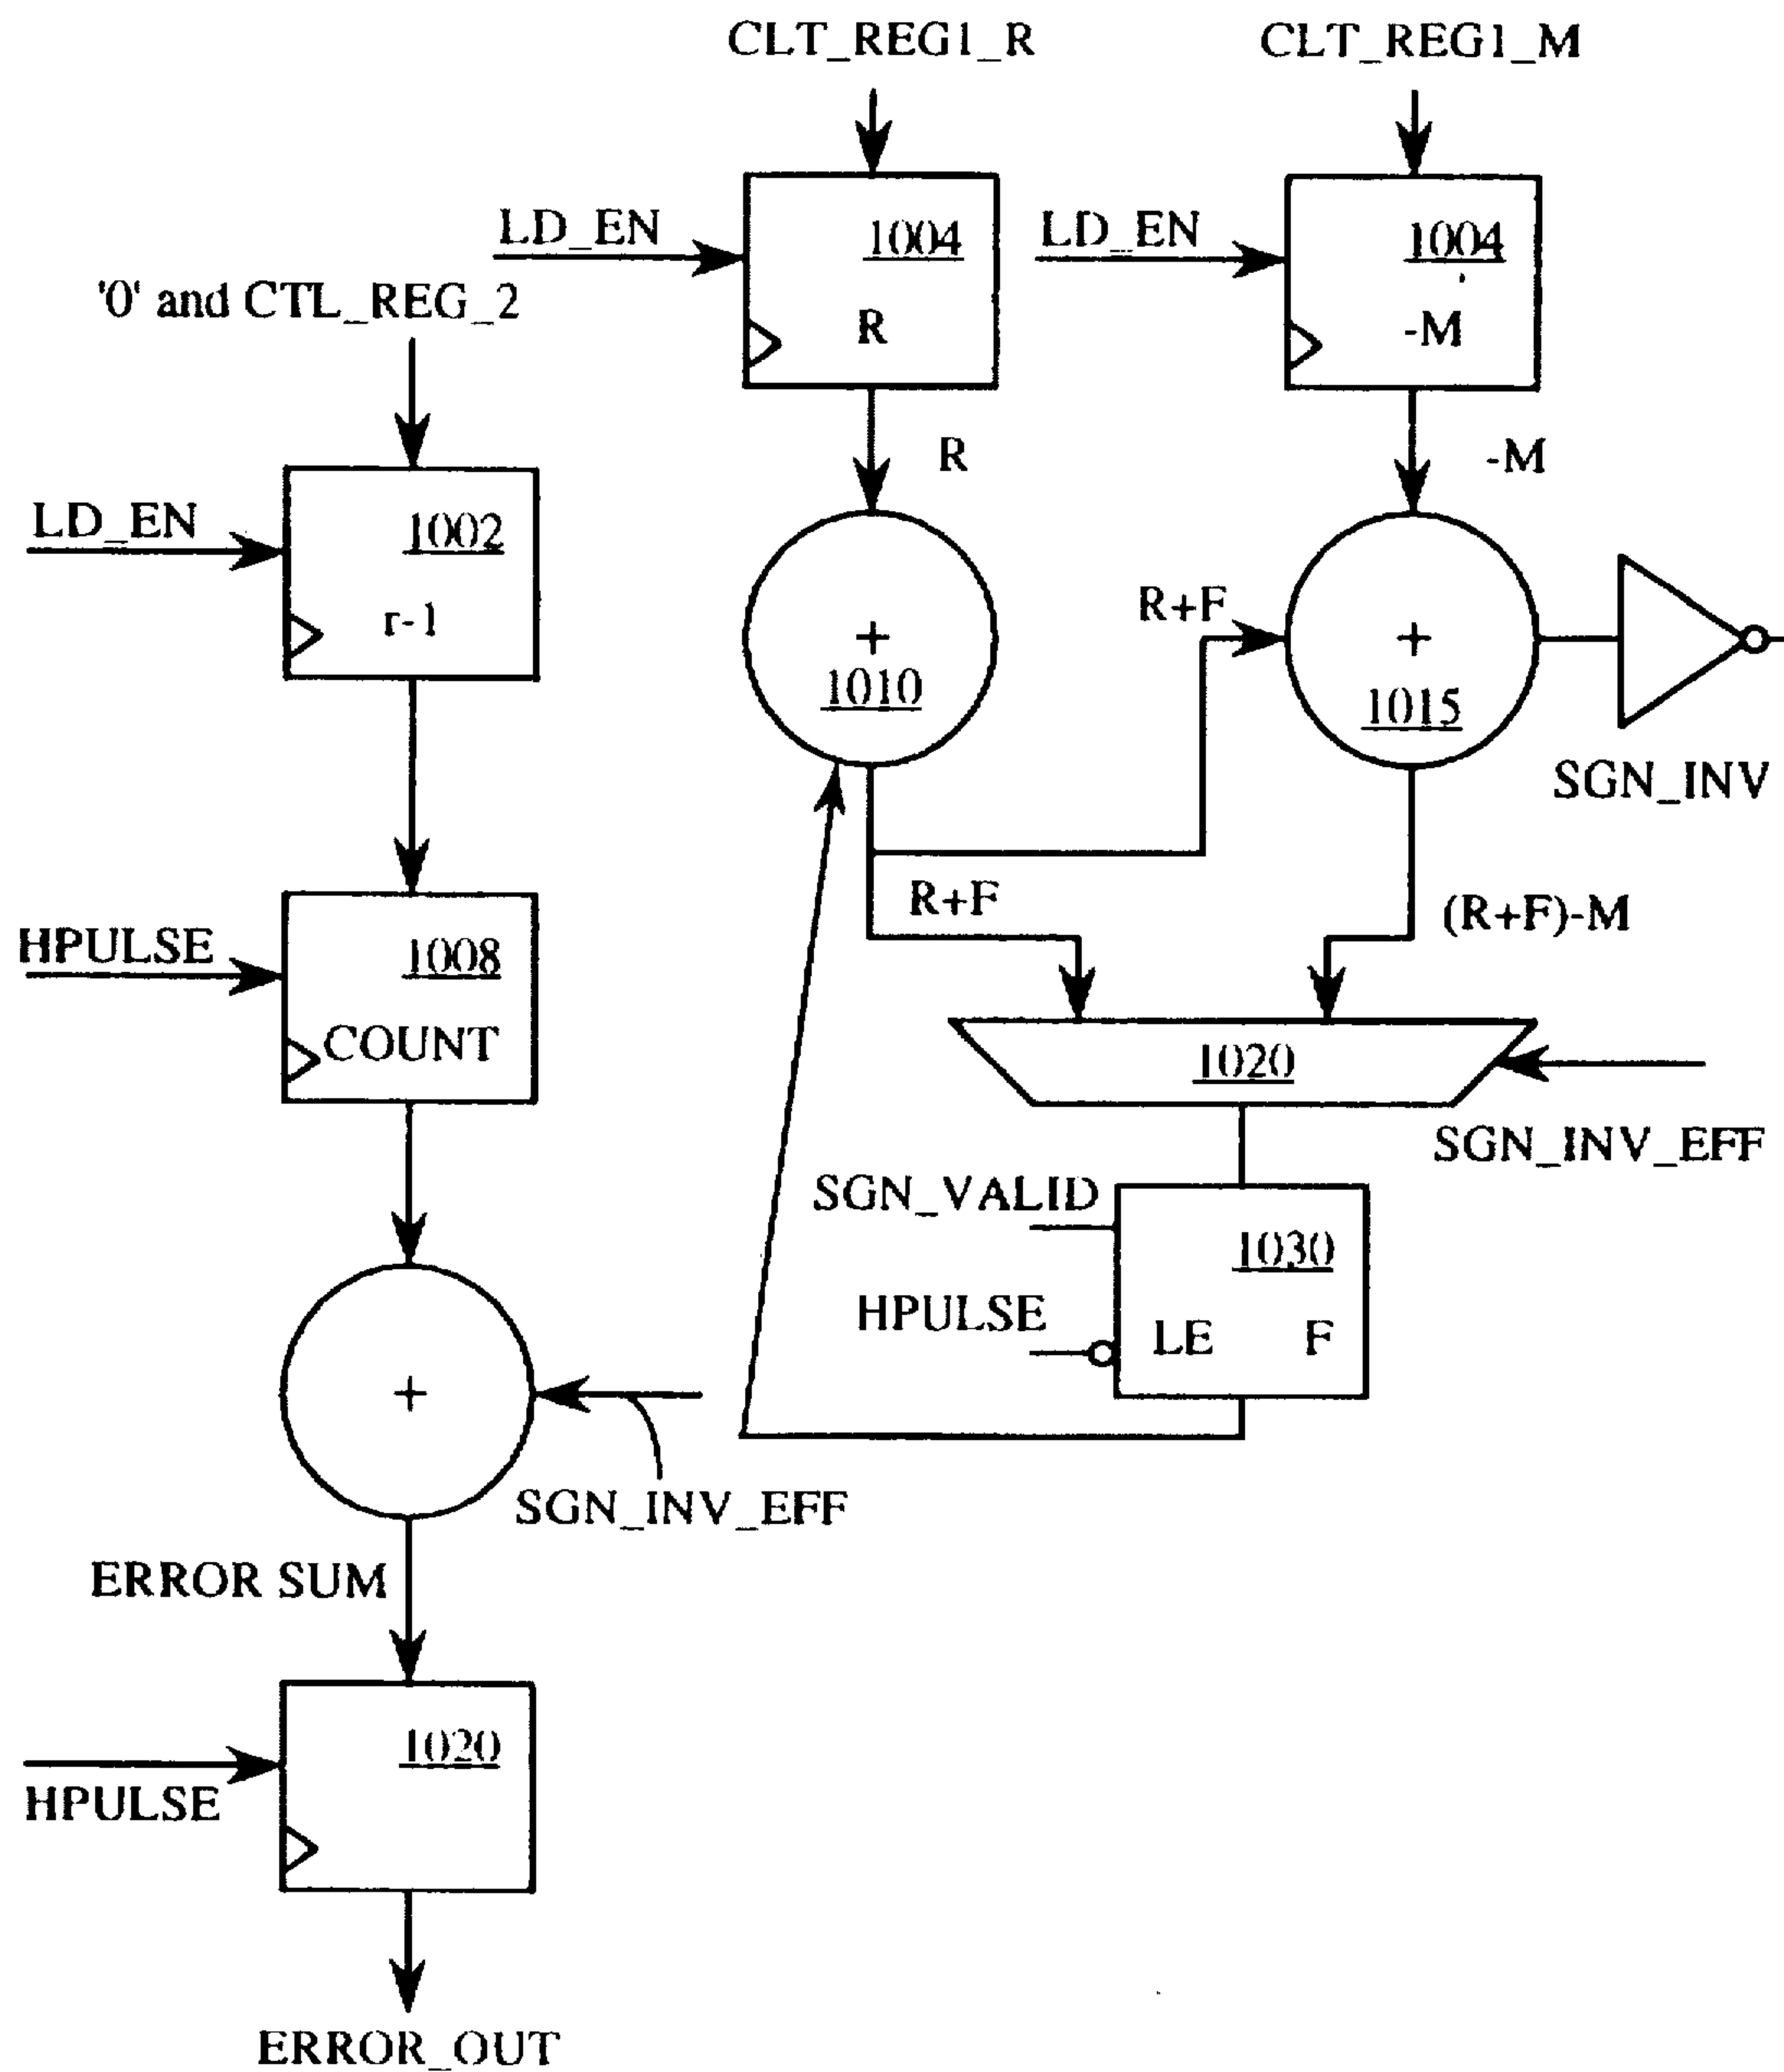 CLT_REG1_R
CLT_REG1_M
LD_EN
1004
R
LD_EN
1004
-M
'0' and CTL_REG_2
R
-M
LD_EN
1002
r-1
+
1010
R+F
+
1015
SGN_INV
R+F
(R+F)-M
HPULSE
1008
COUNT
1020
SGN_INV_EFF
SGN_VALID
1030
HPULSE
LE
F
+
SGN_INV_EFF
ERROR SUM
1020
HPULSE
ERROR_OUT